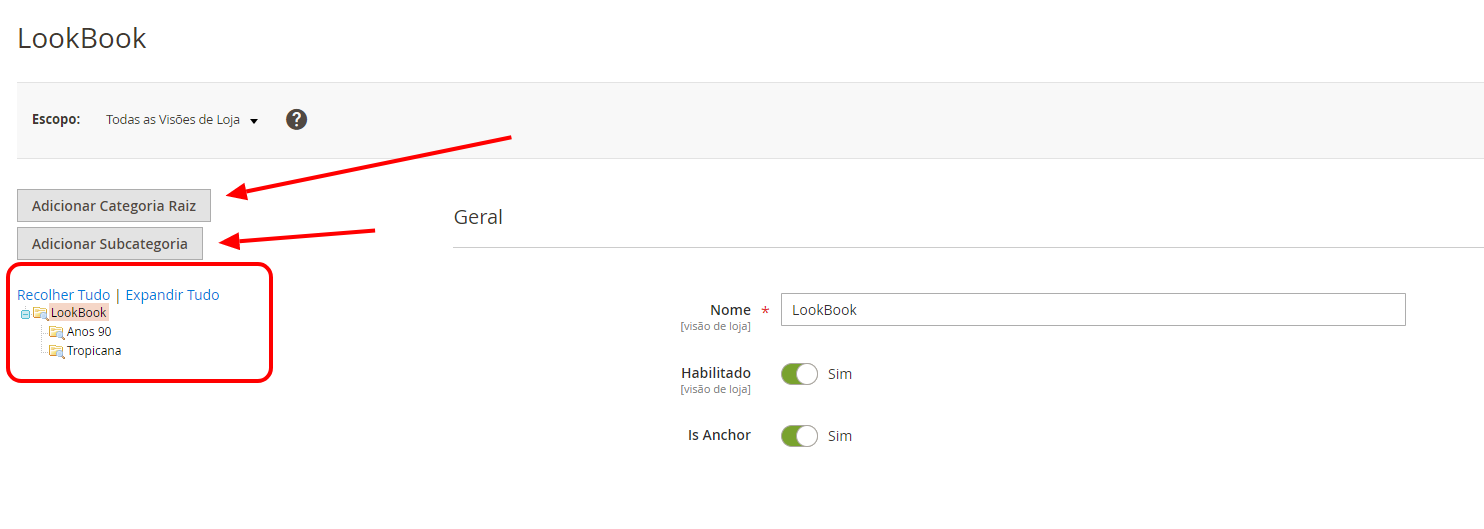 LookBook
Escopo: Todas as Visões de Loja ?
Adicionar Categoria Raiz
Adicionar Subcategoria
Recolher Tudo | Expandir Tudo
LookBook
Anos 90
Tropicana
Geral
Nome * LookBook
[visão de loja]
Habilitado Sim
[visão de loja]
Is Anchor Sim